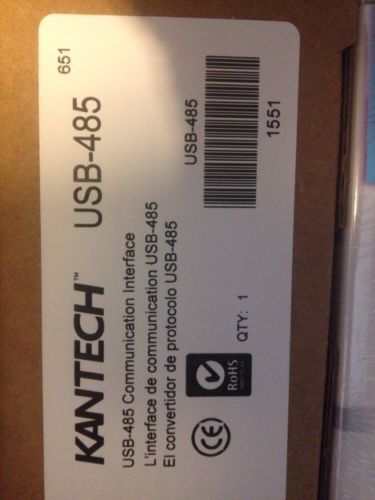 651
KANTECH™ USB-485
USB-485 Communication Interface
L'Interface de communication USB-485
El convertidor de protocolo USB-485
USB-485
1551
CE
RoHS
QTY: 1